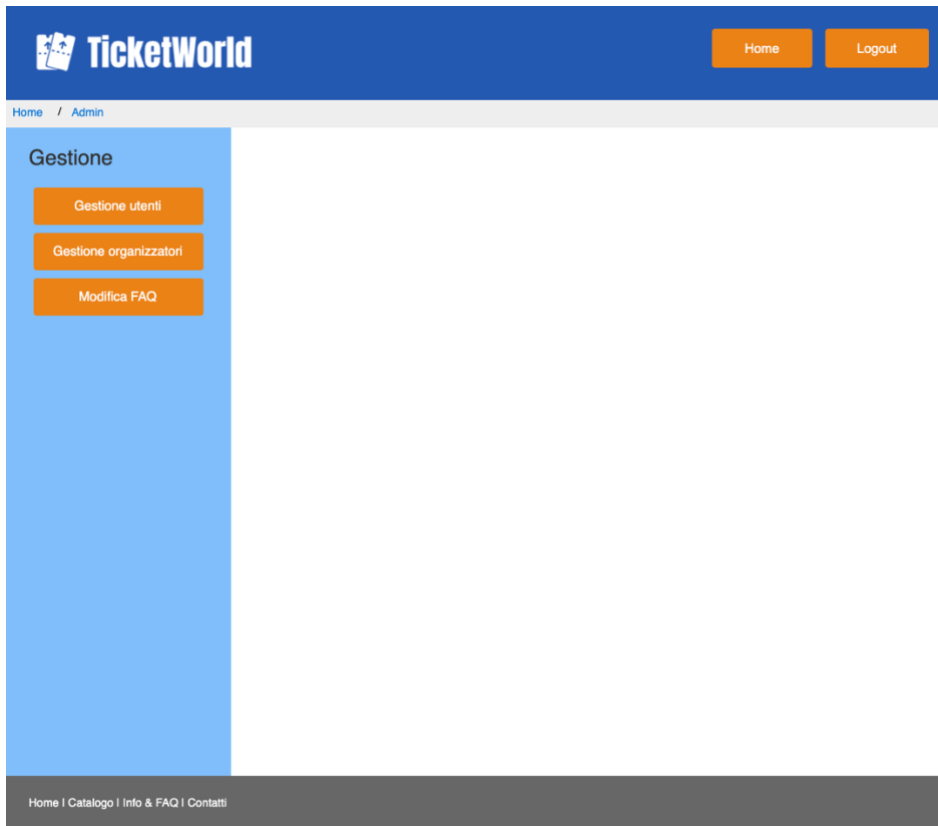 TicketWorld
Home
Logout
Home / Admin
Gestione
Gestione utenti
Gestione organizzatori
Modifica FAQ
Home | Catalogo | Info & FAQ | Contatti